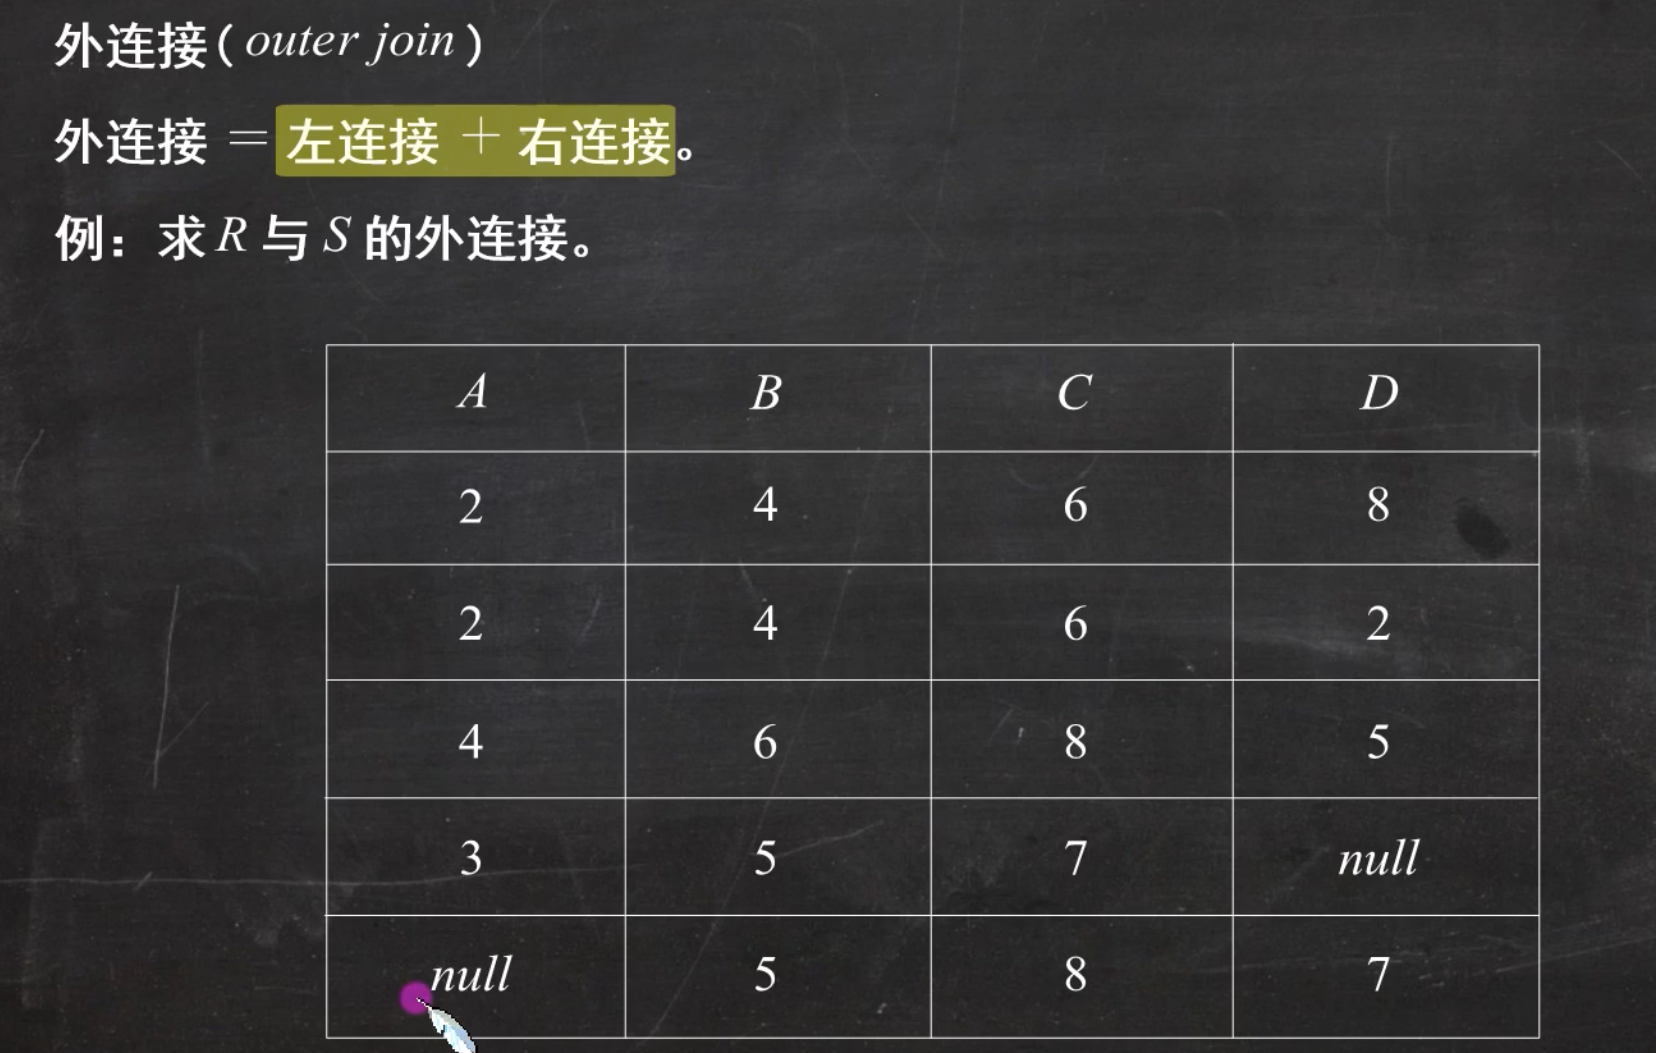 外连接(outer join)
外连接 = 左连接 + 右连接。
例：求 R 与 S 的外连接。
A B C D
2 4 6 8
2 4 6 2
4 6 8 5
3 5 7 null
null 5 8 7